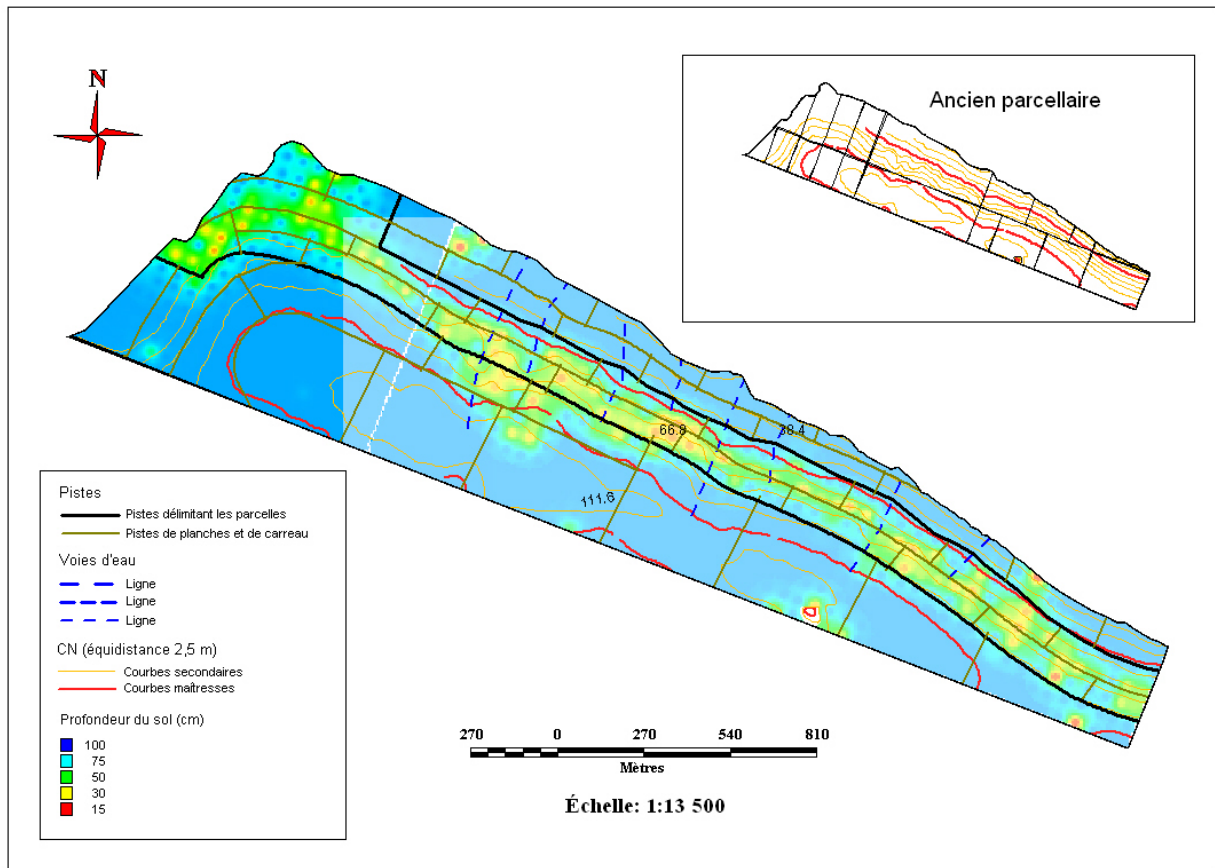 N
Ancien parcellaire
66.8
38.4
111.6
Pistes
Pistes délimitant les parcelles
Pistes de planches et de carreau
Voies d'eau
Ligne
Ligne
Ligne
CN (équidistance 2,5 m)
Courbes secondaires
Courbes maîtresses
Profondeur du sol (cm)
100
75
50
30
15
270 0 270 540 810
Mètres
Échelle: 1:13 500